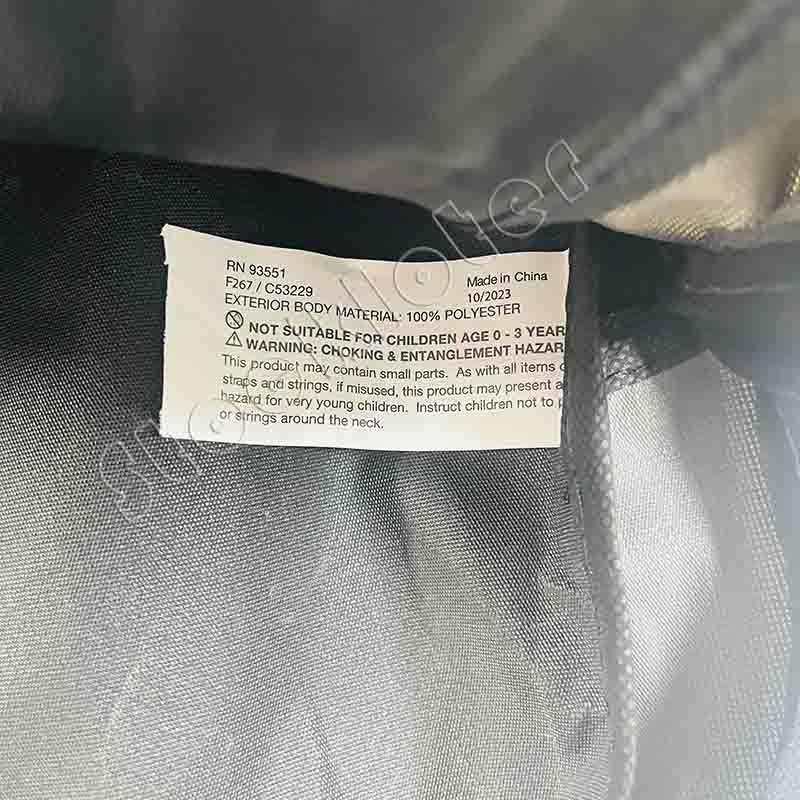 RN 93551
F267 / C53229
Made in China
10/2023
EXTERIOR BODY MATERIAL: 100% POLYESTER
NOT SUITABLE FOR CHILDREN AGE 0 - 3 YEAR
WARNING: CHOKING & ENTANGLEMENT HAZAR
This product may contain small parts. As with all items
straps and strings, if misused, this product may present a
hazard for very young children. Instruct children not to
or strings around the neck.